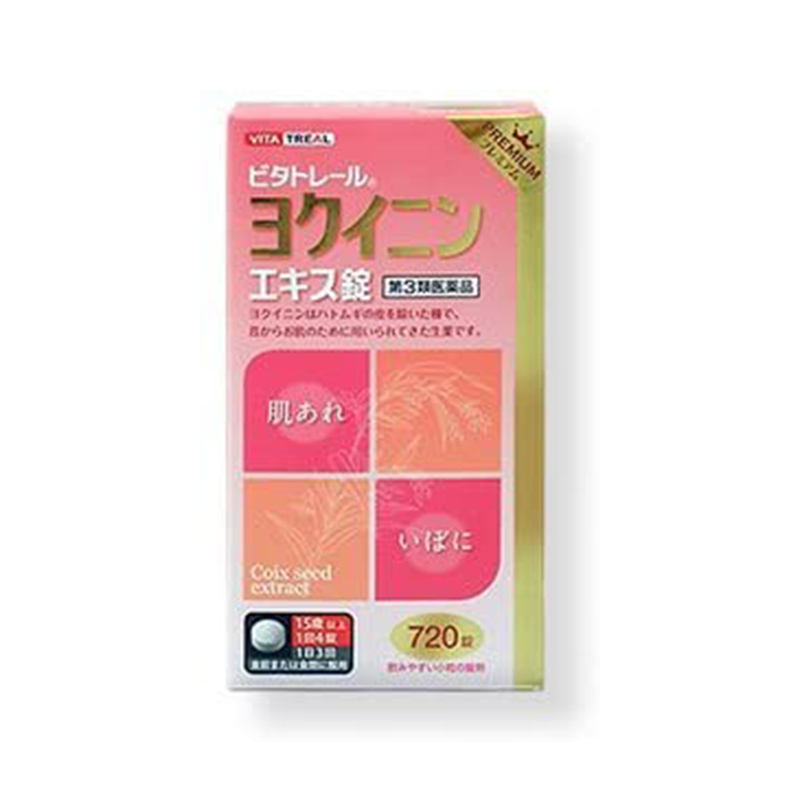 VITA TREAL
PREMIUM
プレミアム
ビタトレール®
ヨクイニン
エキス錠 第3類医薬品
ヨクイニンはハトムギの皮を除いた種で、
昔からお肌のために用いられてきた生薬です。
肌あれ
いぼに
Coix seed
extract
15歳以上
1回4錠
1日3回
食前または食間に服用
720錠
飲みやすい小粒の錠剤